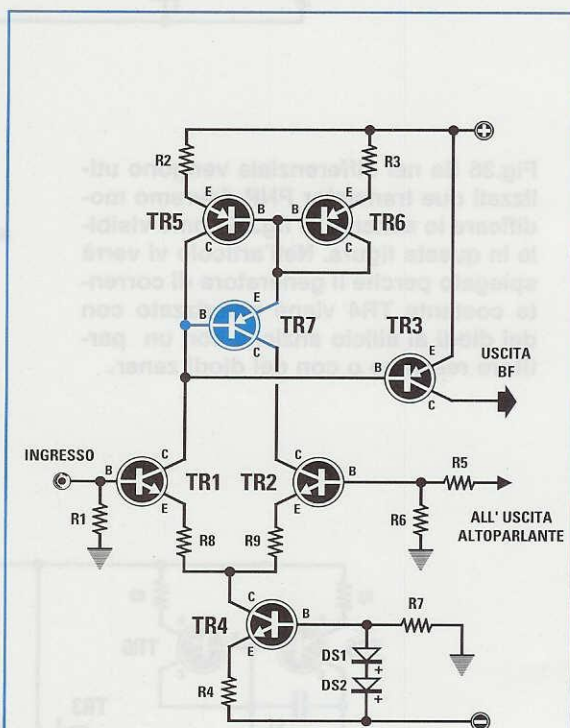 R2
R3
E
E
TR5
B
B
TR6
C
C
E
B
TR7
C
TR3
E
B
C
USCITA
BF
INGRESSO
B
C
TR1
E
C
TR2
E
B
R5
R1
R6
ALL' USCITA
ALTOPARLANTE
R8
R9
C
TR4
B
E
R7
DS1
+
DS2
+
R4